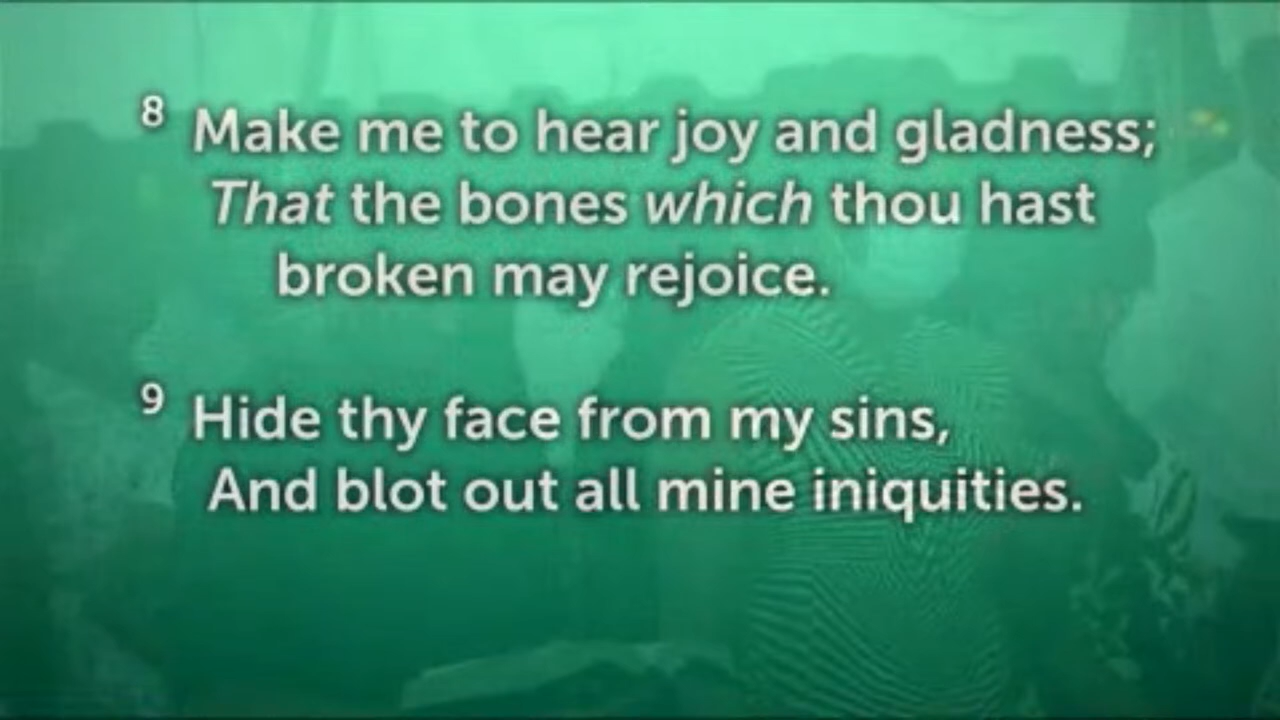 8 Make me to hear joy and gladness;
That the bones which thou hast
broken may rejoice.
9 Hide thy face from my sins,
And blot out all mine iniquities.